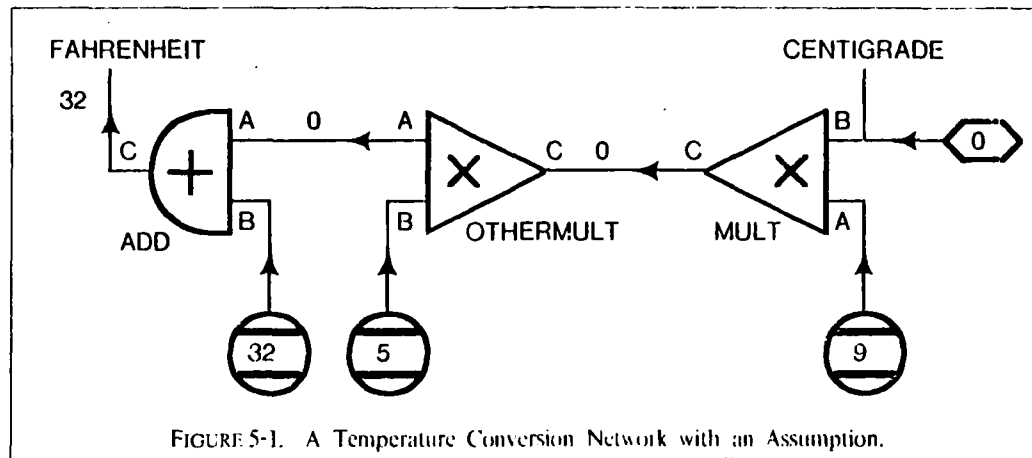 FAHRENHEIT
CENTIGRADE
32
C
A
0
A
C
0
C
B
0
+
×
×
B
B
A
ADD
OTHERMULT
MULT
32
5
9
FIGURE 5-1. A Temperature Conversion Network with an Assumption.